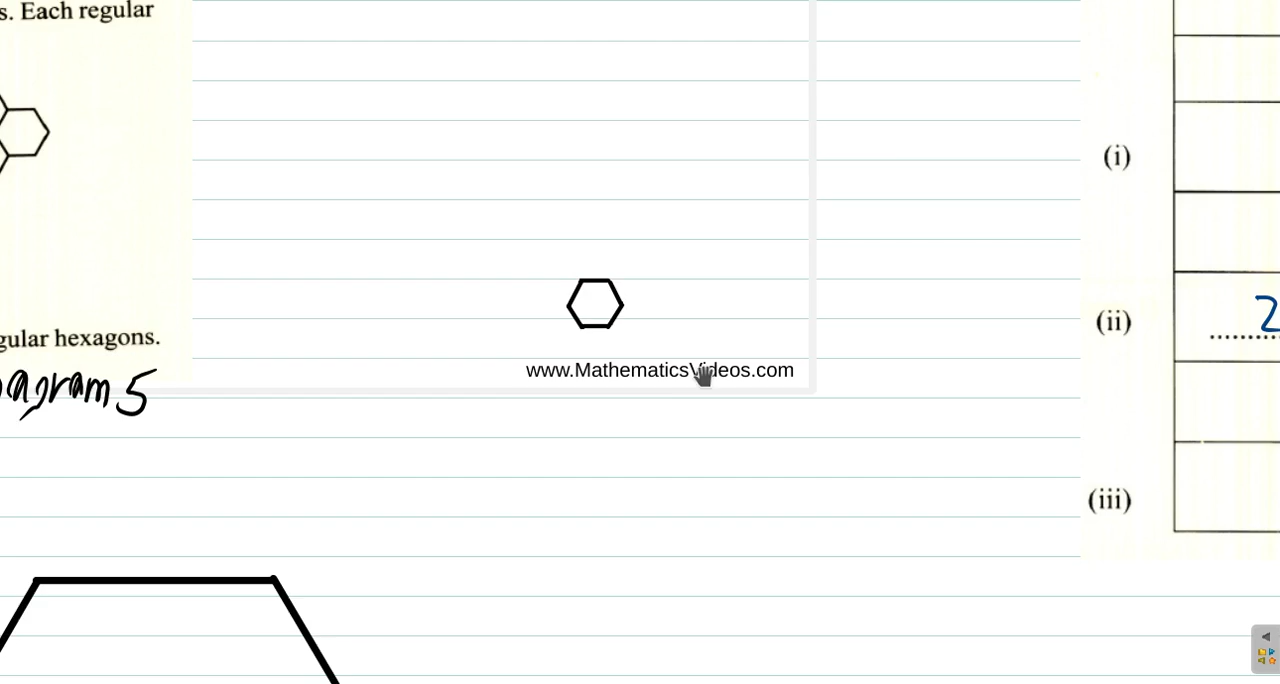 s. Each regular
(i)
(ii)
2
gular hexagons.
www.MathematicsVideos.com
agram 5
(iii)